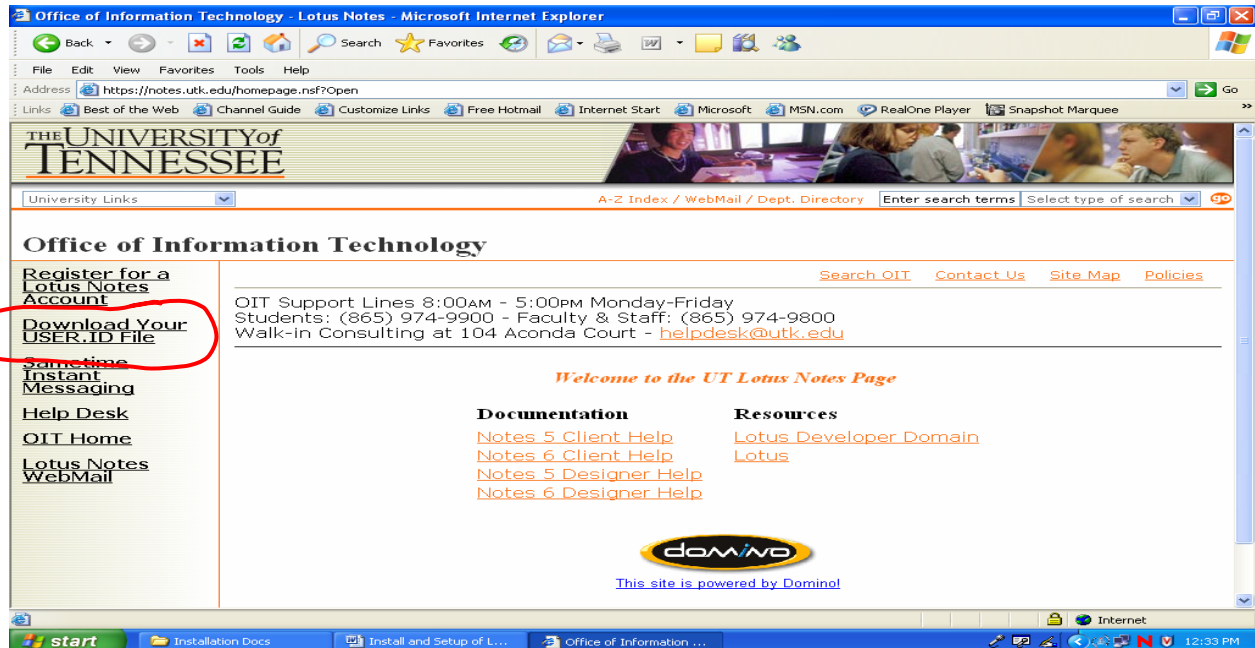 Office of Information Technology - Lotus Notes - Microsoft Internet Explorer
Back Search Favorites
File Edit View Favorites Tools Help
Address https://notes.utk.edu/homepage.nsf?Open Go
Links Best of the Web Channel Guide Customize Links Free Hotmail Internet Start Microsoft MSN.com RealOne Player Snapshot Marquee »
THE UNIVERSITY of
TENNESSEE
University Links A-Z Index / WebMail / Dept. Directory Enter search terms Select type of search go
Office of Information Technology
Register for a
Lotus Notes
Account
Download Your
USER.ID File
Sametime
Instant
Messaging
Help Desk
OIT Home
Lotus Notes
WebMail
Search OIT Contact Us Site Map Policies
OIT Support Lines 8:00AM - 5:00PM Monday-Friday
Students: (865) 974-9900 - Faculty & Staff: (865) 974-9800
Walk-in Consulting at 104 Aconda Court - helpdesk@utk.edu
Welcome to the UT Lotus Notes Page
Documentation
Notes 5 Client Help
Notes 6 Client Help
Notes 5 Designer Help
Notes 6 Designer Help
Resources
Lotus Developer Domain
Lotus
domino
This site is powered by Domino!
Internet
start Installation Docs Install and Setup of L... Office of Information ... 12:33 PM